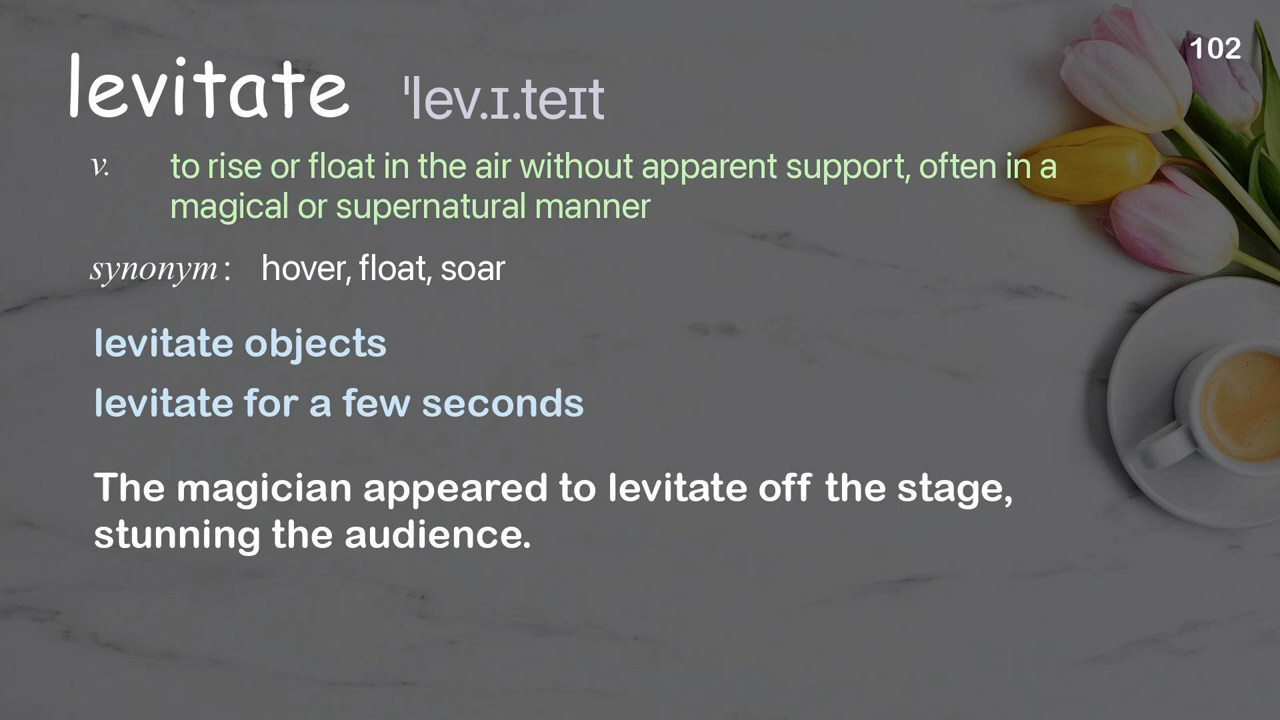 102
levitate ˈlev.ɪ.teɪt
v. to rise or float in the air without apparent support, often in a
magical or supernatural manner
synonym: hover, float, soar
levitate objects
levitate for a few seconds
The magician appeared to levitate off the stage,
stunning the audience.